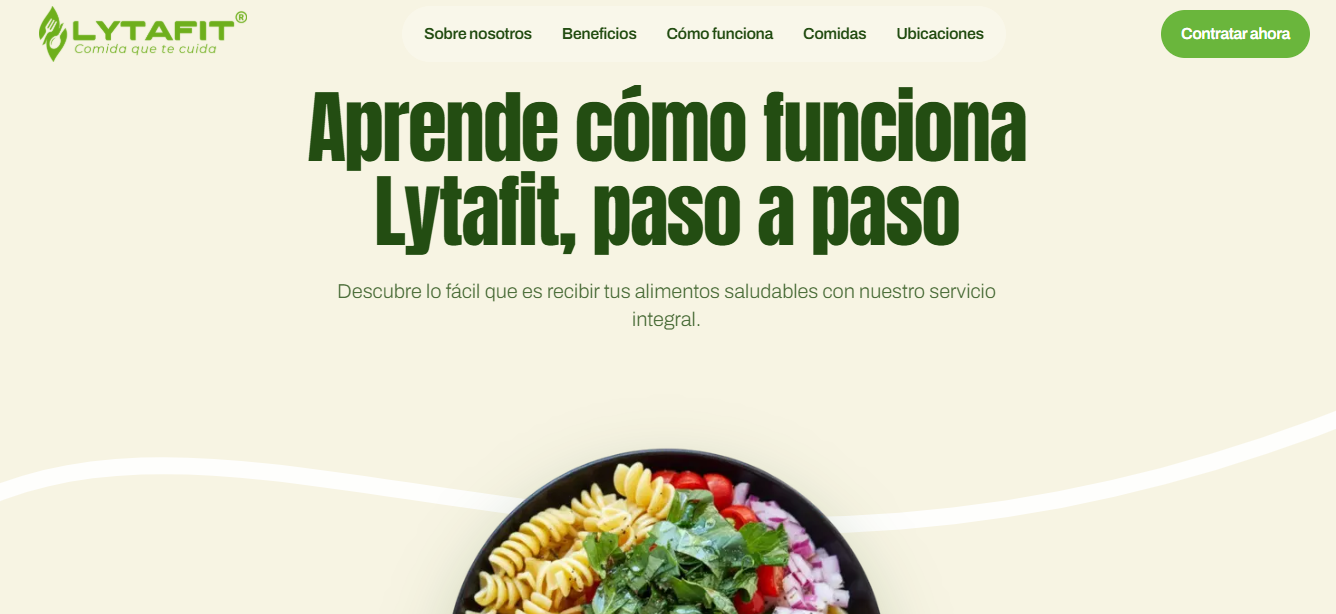 LYTAFIT®
Comida que te cuida
Sobre nosotros
Beneficios
Cómo funciona
Comidas
Ubicaciones
Contratar ahora
Aprende cómo funciona
Lytafit, paso a paso
Descubre lo fácil que es recibir tus alimentos saludables con nuestro servicio
integral.